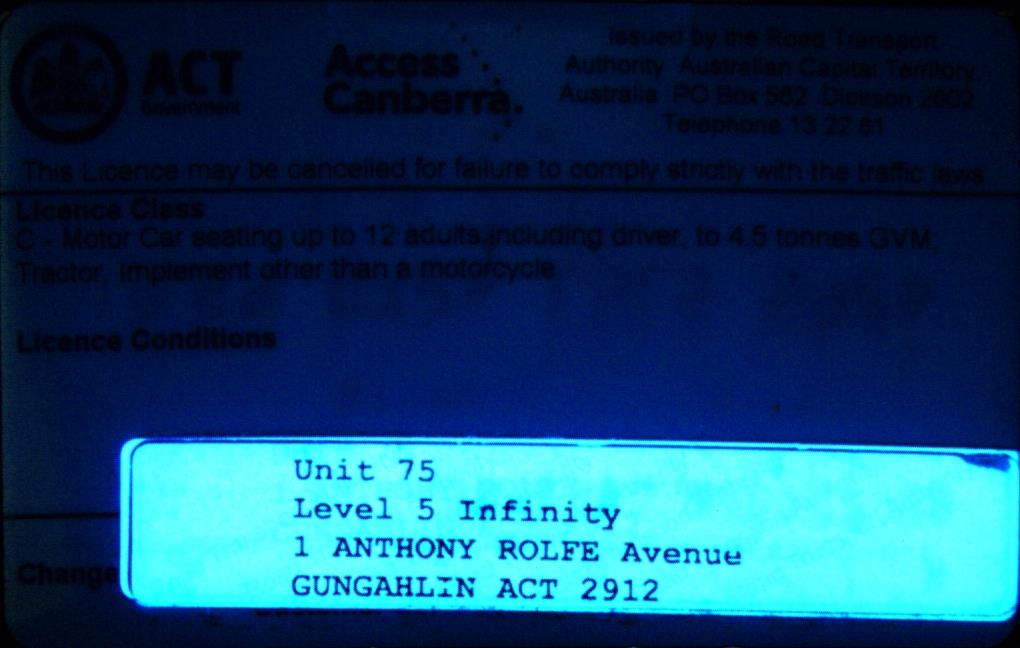 ACT
Government
Access
Canberra.
Issued by the Road Transport
Authority Australian Capital Territory
Australia PO Box 582 Dickson 2602
Telephone 13 22 81
This Licence may be cancelled for failure to comply strictly with the traffic laws
Licence Class
C - Motor Car seating up to 12 adults including driver, to 4.5 tonnes GVM,
Tractor, Implement other than a motorcycle
Licence Conditions
Unit 75
Level 5 Infinity
1 ANTHONY ROLFE Avenue
GUNGAHLIN ACT 2912
Change